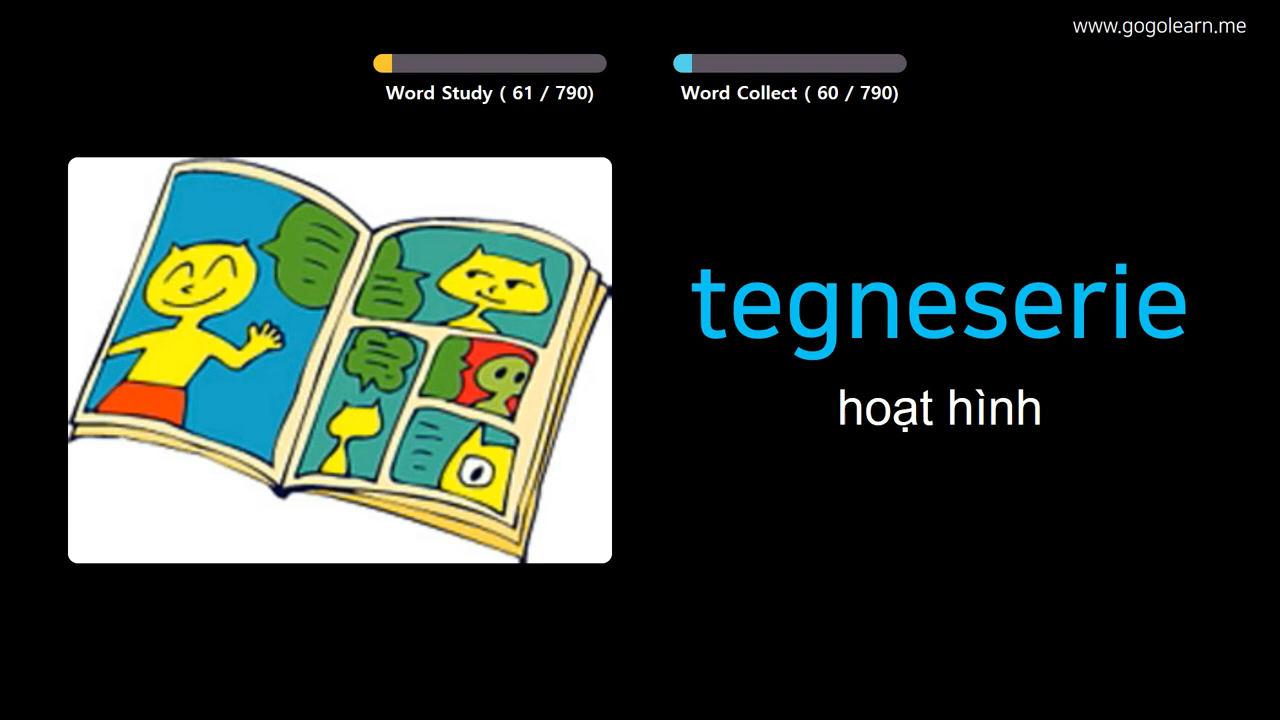 www.gogolearn.me
Word Study ( 61 / 790)
Word Collect ( 60 / 790)
tegneserie
hoạt hình